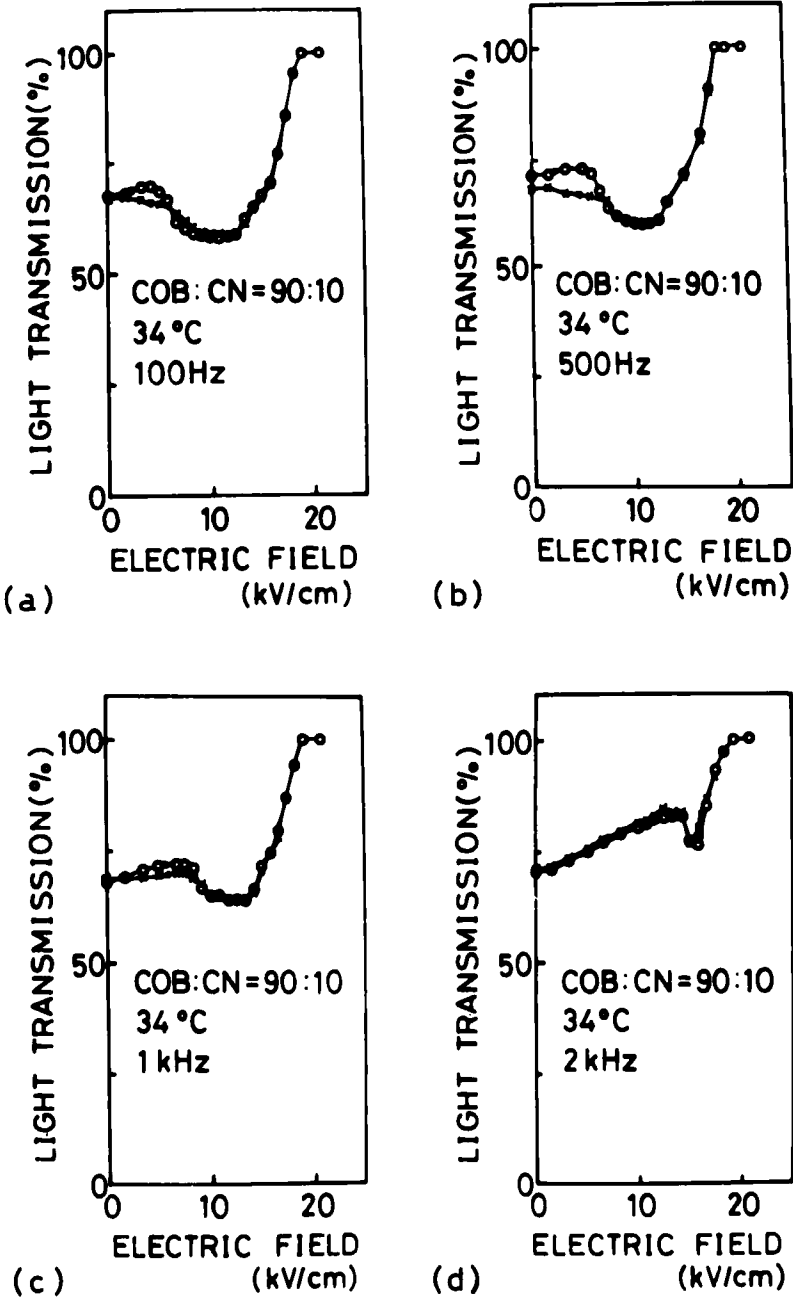 LIGHT TRANSMISSION(%)
100
50
0
COB:CN=90:10
34°C
100Hz
0 10 20
ELECTRIC FIELD
(kV/cm)
(a)
LIGHT TRANSMISSION(%)
100
50
0
COB:CN=90:10
34°C
500Hz
0 10 20
ELECTRIC FIELD
(kV/cm)
(b)
LIGHT TRANSMISSION(%)
100
50
0
COB:CN=90:10
34°C
1kHz
0 10 20
ELECTRIC FIELD
(kV/cm)
(c)
LIGHT TRANSMISSION(%)
100
50
0
COB:CN=90:10
34°C
2kHz
0 10 20
ELECTRIC FIELD
(kV/cm)
(d)